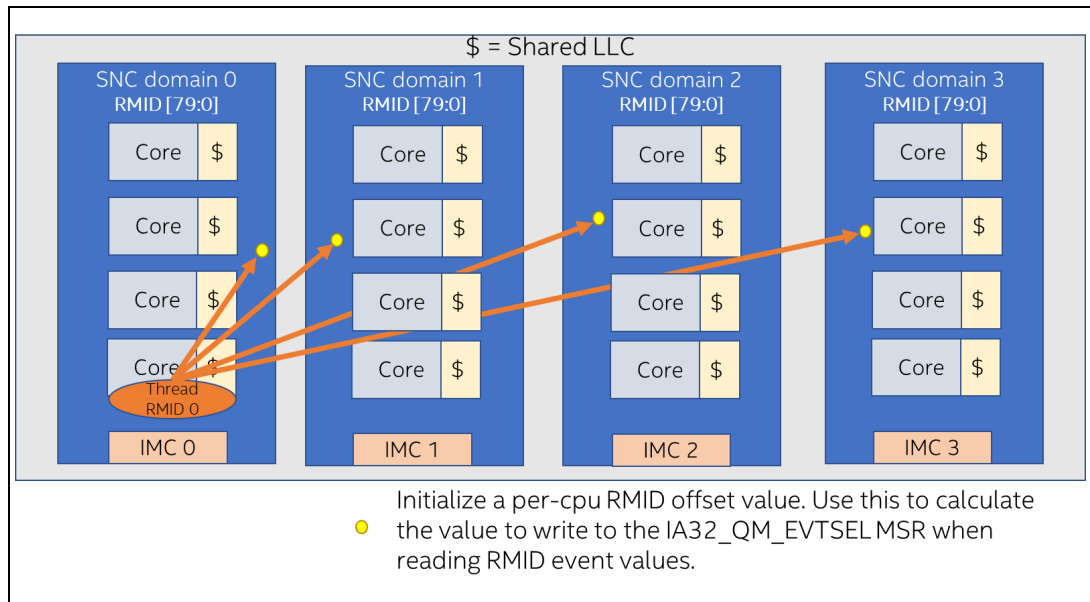 $ = Shared LLC
SNC domain 0
RMID [79:0]
Core $
Core $
Core $
Core $
Thread
RMID 0
IMC 0
SNC domain 1
RMID [79:0]
Core $
Core $
Core $
Core $
IMC 1
SNC domain 2
RMID [79:0]
Core $
Core $
Core $
Core $
IMC 2
SNC domain 3
RMID [79:0]
Core $
Core $
Core $
Core $
IMC 3
Initialize a per-cpu RMID offset value. Use this to calculate
the value to write to the IA32_QM_EVTSEL MSR when
reading RMID event values.